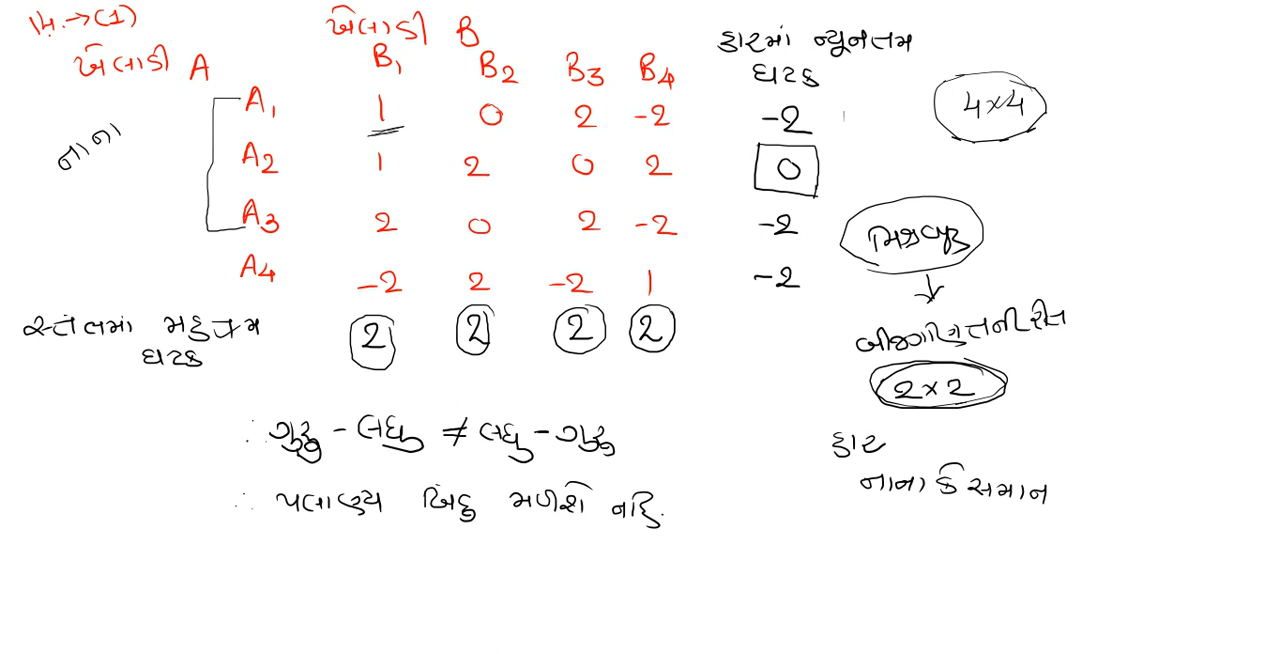 પ્ર.→(1)
ખેલાડી B
ખેલાડી A B₁ B₂ B₃ B₄ હારમાં ન્યૂનતમ ઘટક
A₁ 1 0 2 -2 -2 4×4
નાના
A₂ 1 2 0 2 0
A₃ 2 0 2 -2 -2 મિશ્રવ્યૂહ
A₄ -2 2 -2 1 -2
સ્તંભમાં મહત્તમ ઘટક 2 2 2 2
બીજગણિતની રીત
2×2
∴ ગુરુ - લઘુ ≠ લઘુ - ગુરુ
હાર
નાના કે સમાન
∴ પલાણ્ય બિંદુ મળશે નહિ.